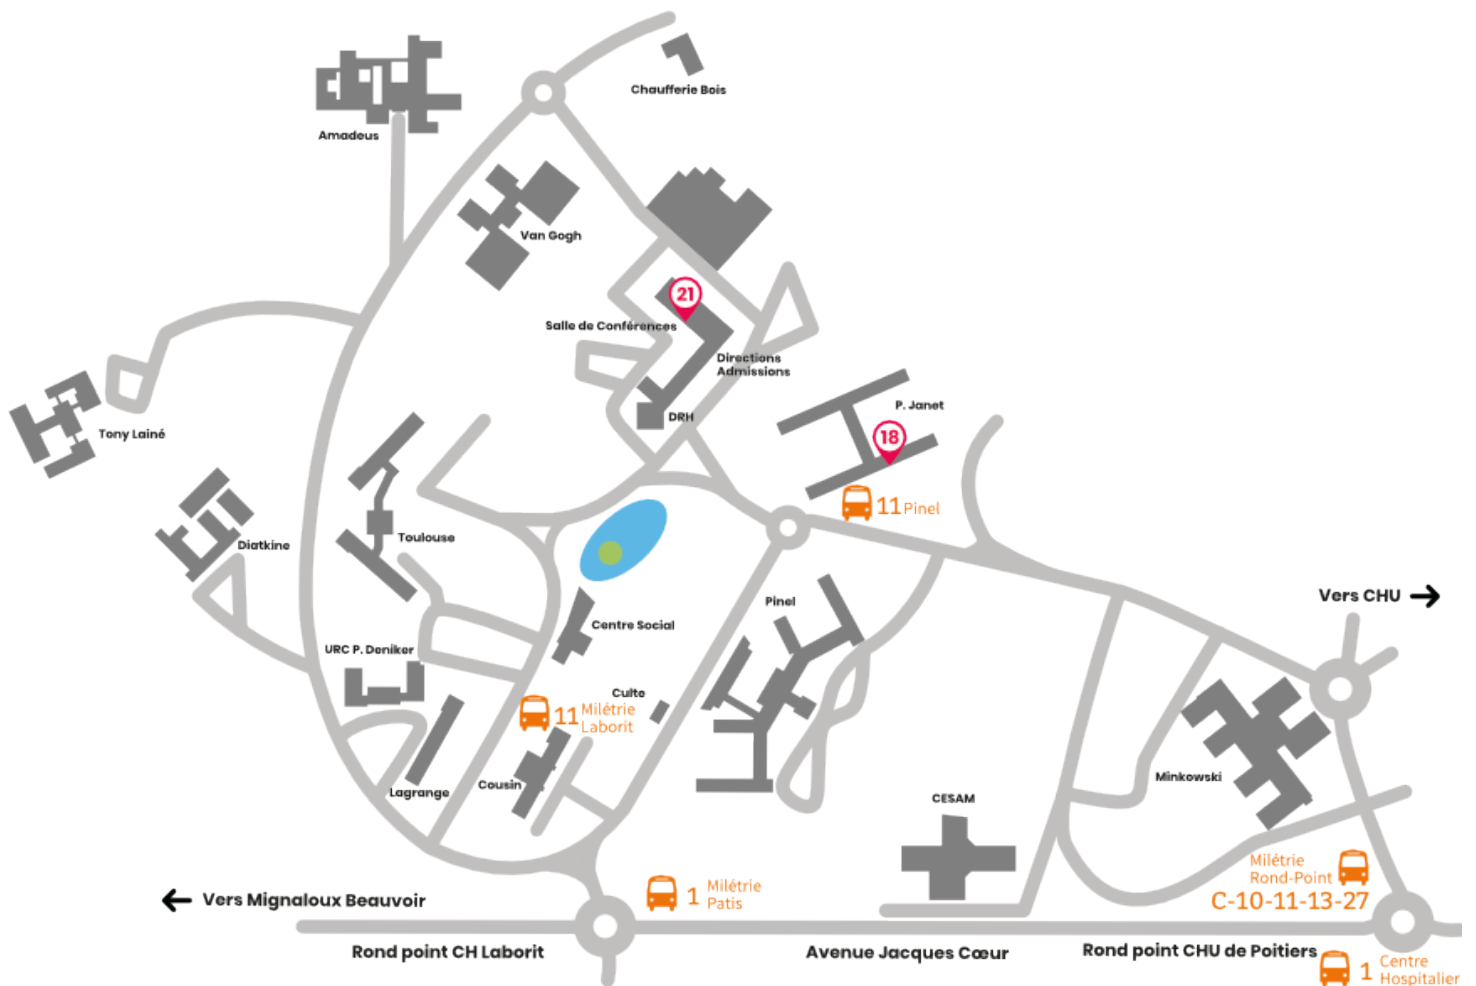 Chaufferie Bois
Amadeus
Van Gogh
21
Salle de Conférences
Directions
Admissions
DRH
P. Janet
18
11 Pinel
Tony Lainé
Diatkine
Toulouse
Centre Social
Pinel
Vers CHU
URC P. Deniker
Culte
11 Milétrie
Laborit
Lagrange
Cousin
CESAM
Minkowski
Milétrie
Rond-Point
C-10-11-13-27
1 Milétrie
Patis
Vers Mignaloux Beauvoir
Rond point CH Laborit
Avenue Jacques Cœur
Rond point CHU de Poitiers
1 Centre
Hospitalier